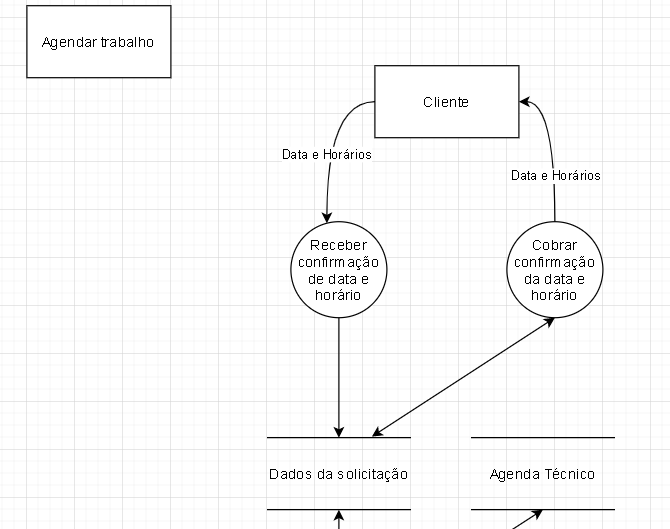 Agendar trabalho
Cliente
Data e Horários
Data e Horários
Receber
confirmação
de data e
horário
Cobrar
confirmação
da data e
horário
Dados da solicitação
Agenda Técnico